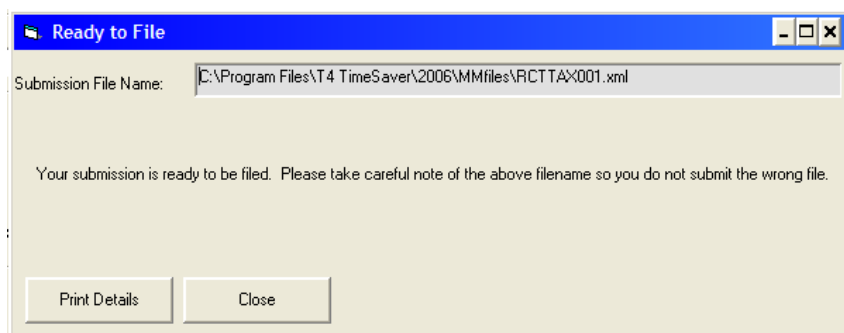 Ready to File
Submission File Name: C:\Program Files\T4 TimeSaver\2006\MMfiles\RCTTAX001.xml
Your submission is ready to be filed. Please take careful note of the above filename so you do not submit the wrong file.
Print Details Close